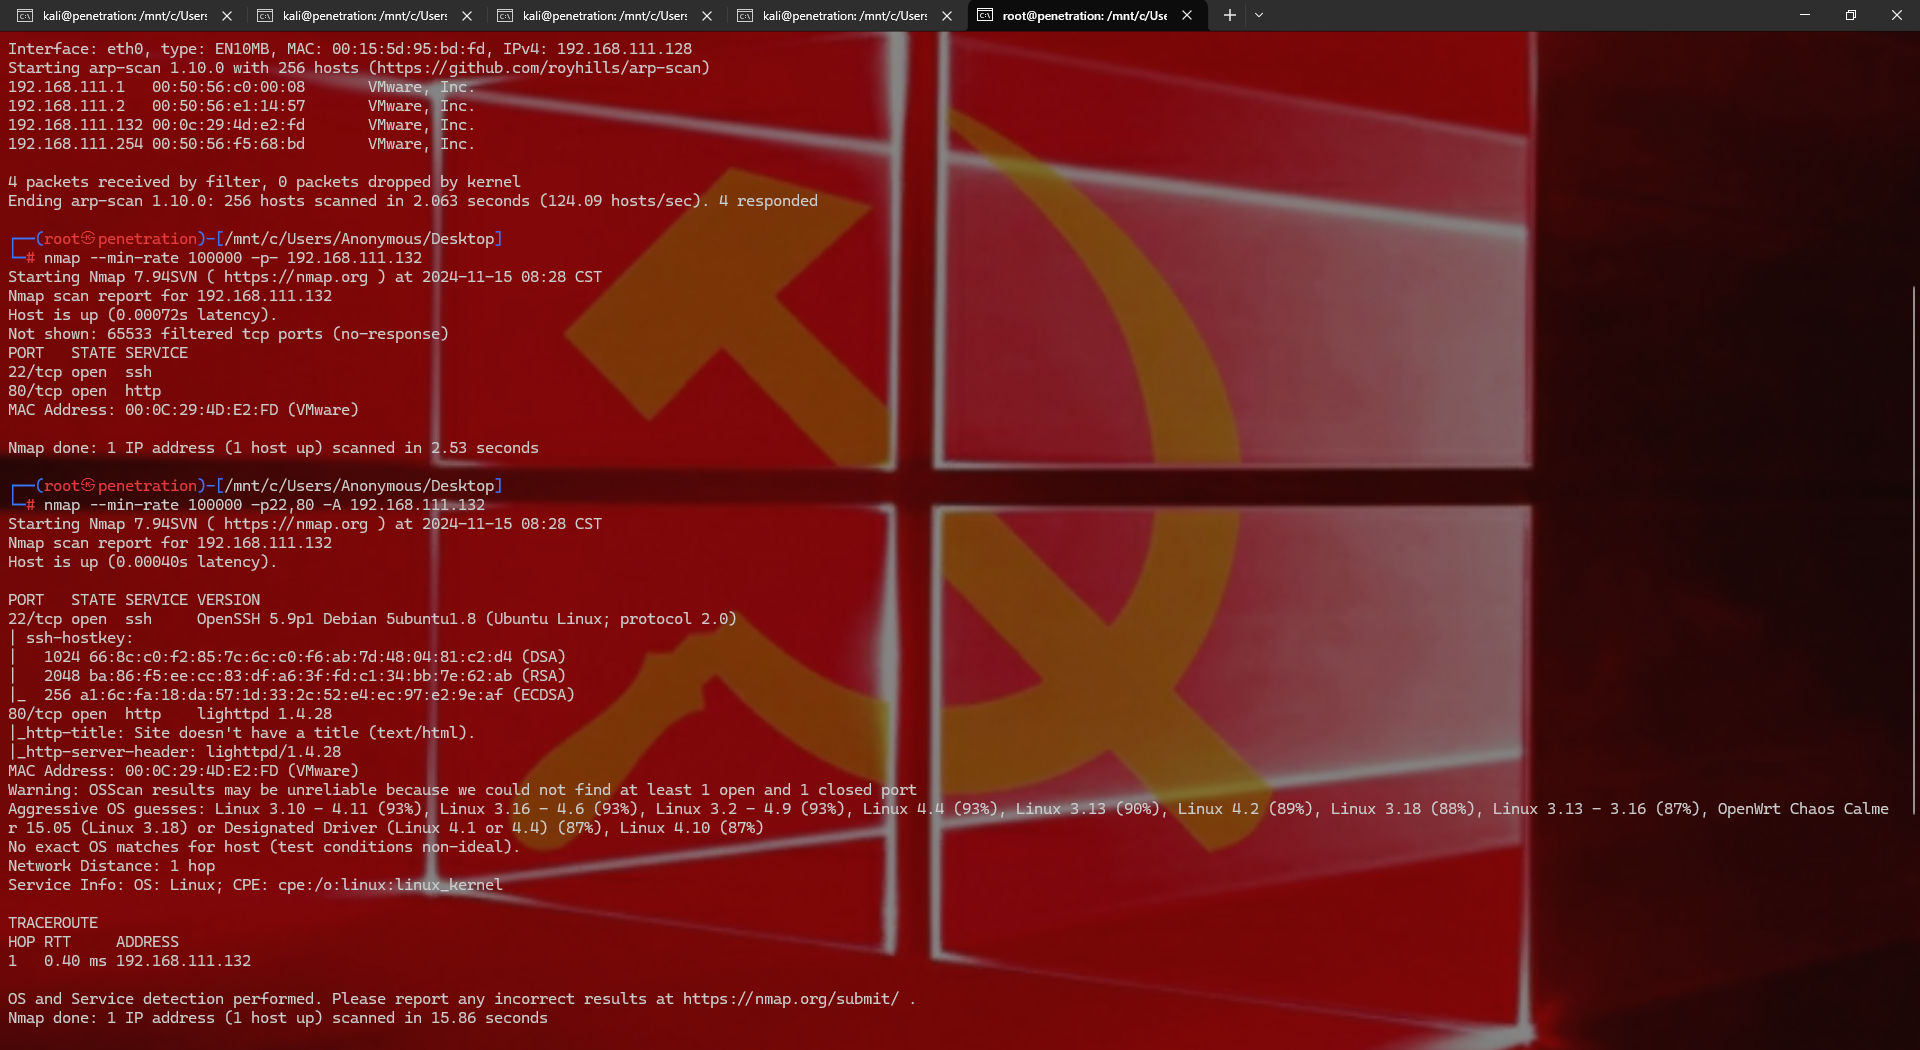 kali@penetration: /mnt/c/Users
kali@penetration: /mnt/c/Users
kali@penetration: /mnt/c/Users
kali@penetration: /mnt/c/Users
root@penetration: /mnt/c/Use
Interface: eth0, type: EN10MB, MAC: 00:15:5d:95:bd:fd, IPv4: 192.168.111.128
Starting arp-scan 1.10.0 with 256 hosts (https://github.com/royhills/arp-scan)
192.168.111.1   00:50:56:c0:00:08       VMware, Inc.
192.168.111.2   00:50:56:e1:14:57       VMware, Inc.
192.168.111.132 00:0c:29:4d:e2:fd       VMware, Inc.
192.168.111.254 00:50:56:f5:68:bd       VMware, Inc.
4 packets received by filter, 0 packets dropped by kernel
Ending arp-scan 1.10.0: 256 hosts scanned in 2.063 seconds (124.09 hosts/sec). 4 responded
┌──(root㉿penetration)-[/mnt/c/Users/Anonymous/Desktop]
└─# nmap --min-rate 100000 -p- 192.168.111.132
Starting Nmap 7.94SVN ( https://nmap.org ) at 2024-11-15 08:28 CST
Nmap scan report for 192.168.111.132
Host is up (0.00072s latency).
Not shown: 65533 filtered tcp ports (no-response)
PORT   STATE SERVICE
22/tcp open  ssh
80/tcp open  http
MAC Address: 00:0C:29:4D:E2:FD (VMware)
Nmap done: 1 IP address (1 host up) scanned in 2.53 seconds
┌──(root㉿penetration)-[/mnt/c/Users/Anonymous/Desktop]
└─# nmap --min-rate 100000 -p22,80 -A 192.168.111.132
Starting Nmap 7.94SVN ( https://nmap.org ) at 2024-11-15 08:28 CST
Nmap scan report for 192.168.111.132
Host is up (0.00040s latency).
PORT   STATE SERVICE VERSION
22/tcp open  ssh     OpenSSH 5.9p1 Debian 5ubuntu1.8 (Ubuntu Linux; protocol 2.0)
| ssh-hostkey:
|   1024 66:8c:c0:f2:85:7c:6c:c0:f6:ab:7d:48:04:81:c2:d4 (DSA)
|   2048 ba:86:f5:ee:cc:83:df:a6:3f:fd:c1:34:bb:7e:62:ab (RSA)
|_  256 a1:6c:fa:18:da:57:1d:33:2c:52:e4:ec:97:e2:9e:af (ECDSA)
80/tcp open  http    lighttpd 1.4.28
|_http-title: Site doesn't have a title (text/html).
|_http-server-header: lighttpd/1.4.28
MAC Address: 00:0C:29:4D:E2:FD (VMware)
Warning: OSScan results may be unreliable because we could not find at least 1 open and 1 closed port
Aggressive OS guesses: Linux 3.10 - 4.11 (93%), Linux 3.16 - 4.6 (93%), Linux 3.2 - 4.9 (93%), Linux 4.4 (93%), Linux 3.13 (90%), Linux 4.2 (89%), Linux 3.18 (88%), Linux 3.13 - 3.16 (87%), OpenWrt Chaos Calme
r 15.05 (Linux 3.18) or Designated Driver (Linux 4.1 or 4.4) (87%), Linux 4.10 (87%)
No exact OS matches for host (test conditions non-ideal).
Network Distance: 1 hop
Service Info: OS: Linux; CPE: cpe:/o:linux:linux_kernel
TRACEROUTE
HOP RTT     ADDRESS
1   0.40 ms 192.168.111.132
OS and Service detection performed. Please report any incorrect results at https://nmap.org/submit/ .
Nmap done: 1 IP address (1 host up) scanned in 15.86 seconds